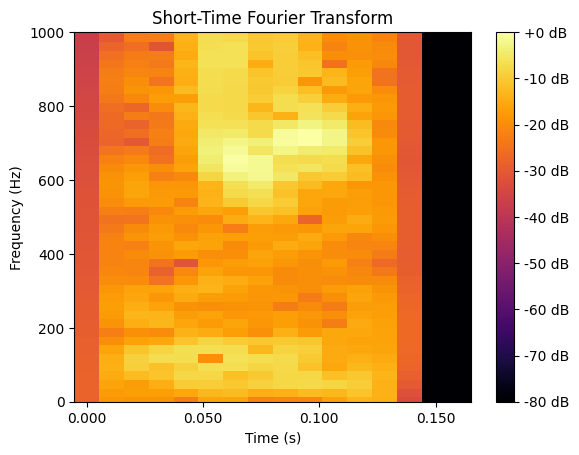 Short-Time Fourier Transform
1000
800
600
400
200
0
Frequency (Hz)
0.000
0.050
0.100
0.150
Time (s)
+0 dB
-10 dB
-20 dB
-30 dB
-40 dB
-50 dB
-60 dB
-70 dB
-80 dB